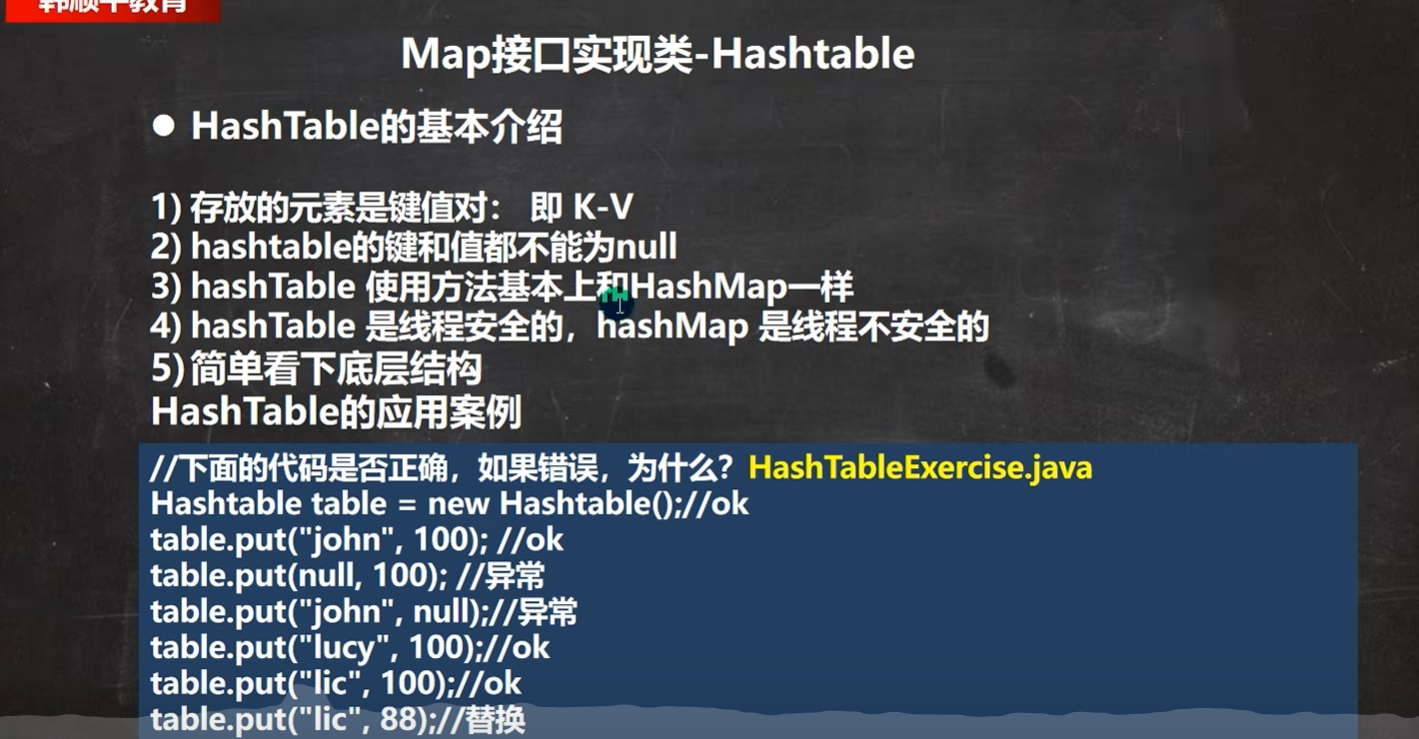 韩顺平教育
Map接口实现类-Hashtable
● HashTable的基本介绍
1) 存放的元素是键值对： 即 K-V
2) hashtable的键和值都不能为null
3) hashTable 使用方法基本上和HashMap一样
4) hashTable 是线程安全的，hashMap 是线程不安全的
5) 简单看下底层结构
HashTable的应用案例
//下面的代码是否正确，如果错误，为什么？HashTableExercise.java
Hashtable table = new Hashtable();//ok
table.put("john", 100); //ok
table.put(null, 100); //异常
table.put("john", null);//异常
table.put("lucy", 100);//ok
table.put("lic", 100);//ok
table.put("lic", 88);//替换